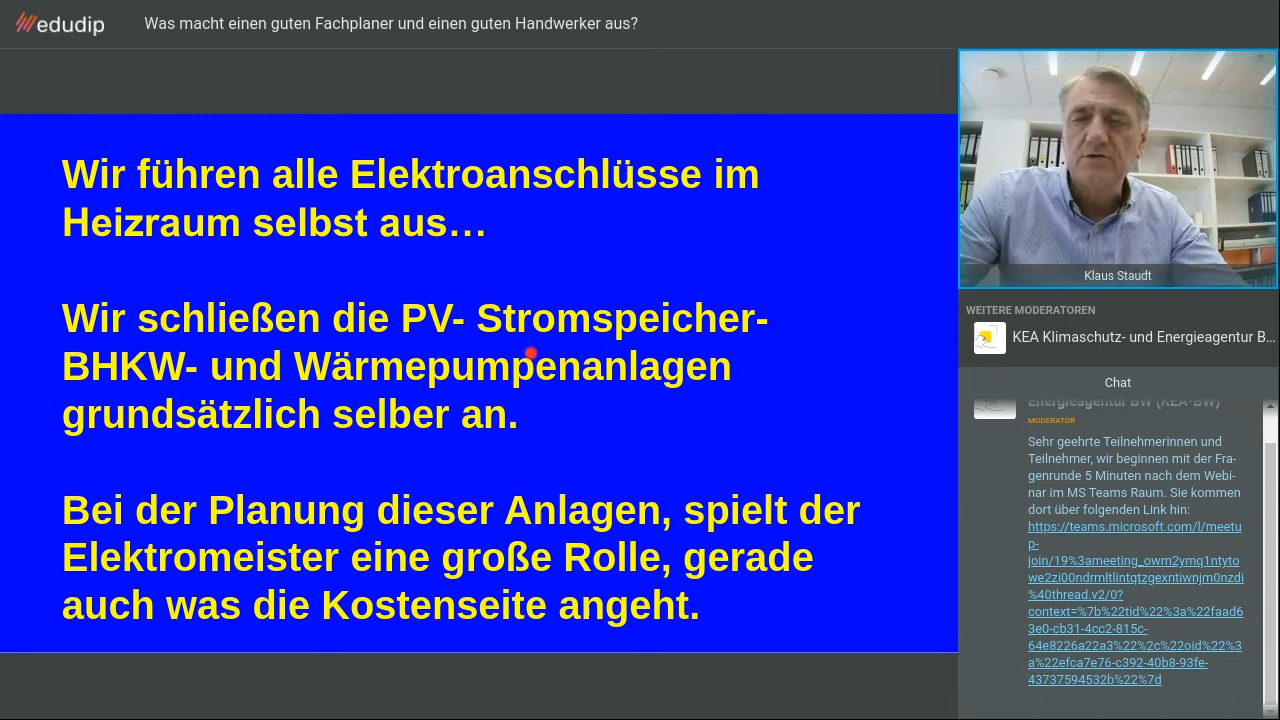 edudip
Was macht einen guten Fachplaner und einen guten Handwerker aus?
Wir führen alle Elektroanschlüsse im
Heizraum selbst aus…
Wir schließen die PV- Stromspeicher-
BHKW- und Wärmepumpenanlagen
grundsätzlich selber an.
Bei der Planung dieser Anlagen, spielt der
Elektromeister eine große Rolle, gerade
auch was die Kostenseite angeht.
Klaus Staudt
WEITERE MODERATOREN
KEA Klimaschutz- und Energieagentur B...
Chat
Energieagentur BW (KEA-BW)
MODERATOR
Sehr geehrte Teilnehmerinnen und
Teilnehmer, wir beginnen mit der Fra-
genrunde 5 Minuten nach dem Webi-
nar im MS Teams Raum. Sie kommen
dort über folgenden Link hin:
https://teams.microsoft.com/l/meetu
p-
join/19%3ameeting_owm2ymq1ntyto
we2zi00ndrmltlintqtzgexntiwnjm0nzdi
%40thread.v2/0?
context=%7b%22tid%22%3a%22faad6
3e0-cb31-4cc2-815c-
64e8226a22a3%22%2c%22oid%22%3
a%22efca7e76-c392-40b8-93fe-
43737594532b%22%7d